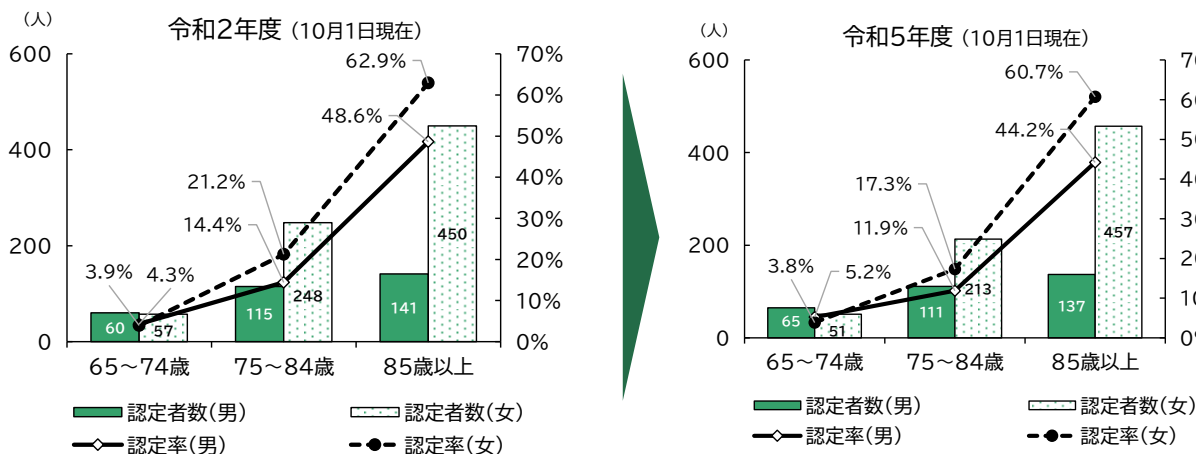 令和2年度 (10月1日現在)
(人)
600
400
200
0
70%
60%
50%
40%
30%
20%
10%
0%
62.9%
48.6%
21.2%
14.4%
3.9%
4.3%
60
57
115
248
141
450
65～74歳
75～84歳
85歳以上
認定者数(男)
認定者数(女)
認定率(男)
認定率(女)
令和5年度 (10月1日現在)
(人)
600
400
200
0
60.7%
44.2%
17.3%
11.9%
3.8%
5.2%
65
51
111
213
137
457
65～74歳
75～84歳
85歳以上
認定者数(男)
認定者数(女)
認定率(男)
認定率(女)